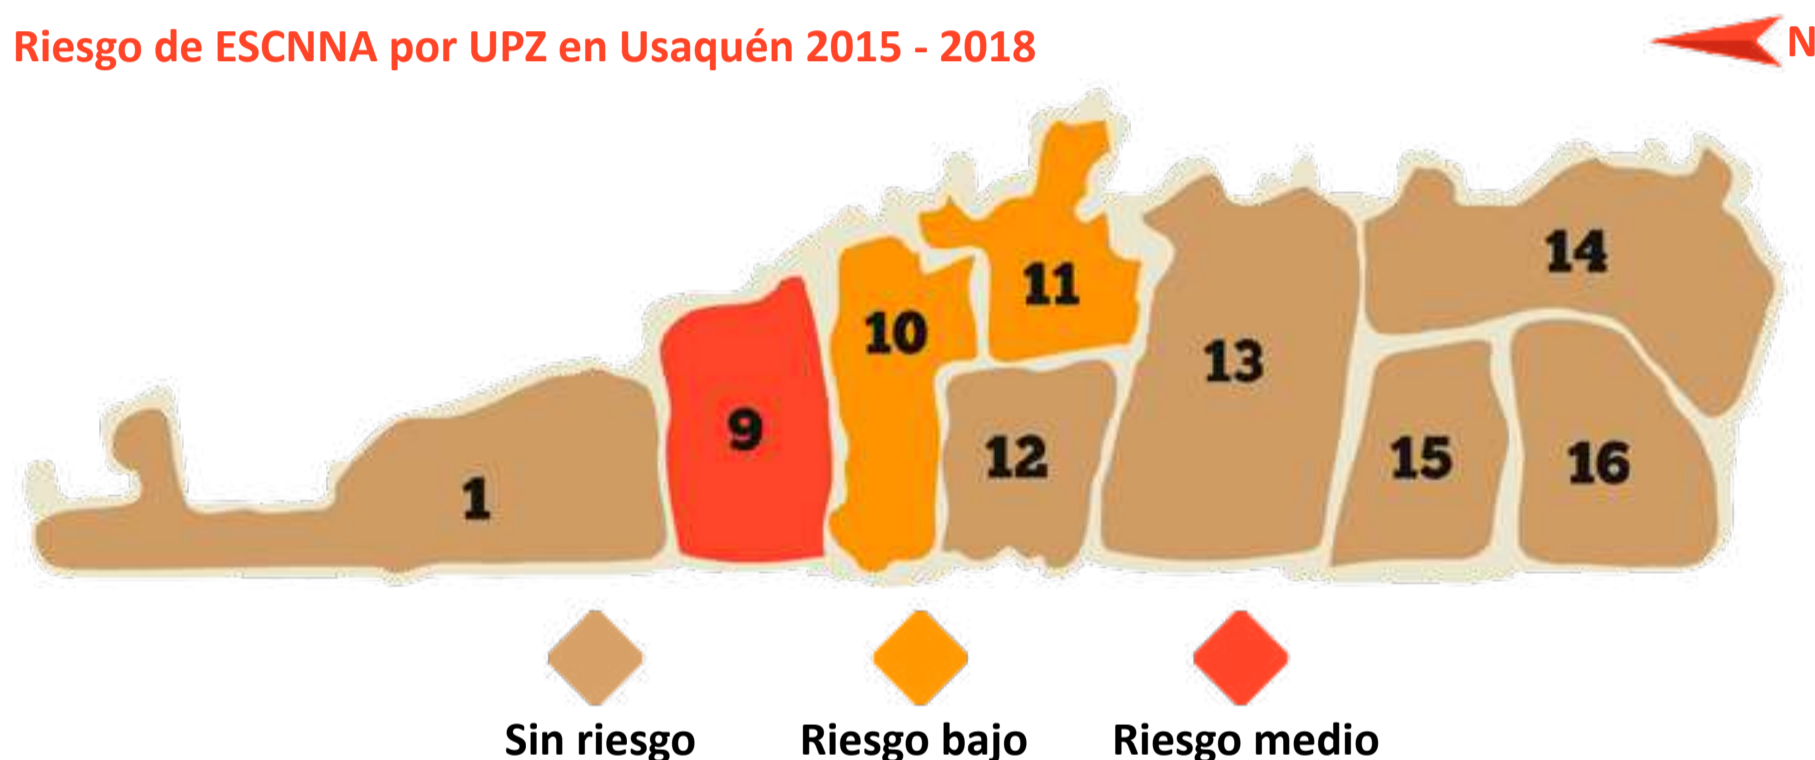 Riesgo de ESCNNA por UPZ en Usaquén 2015 - 2018
N
11
14
10
13
9
12
15
16
1
Sin riesgo
Riesgo bajo
Riesgo medio